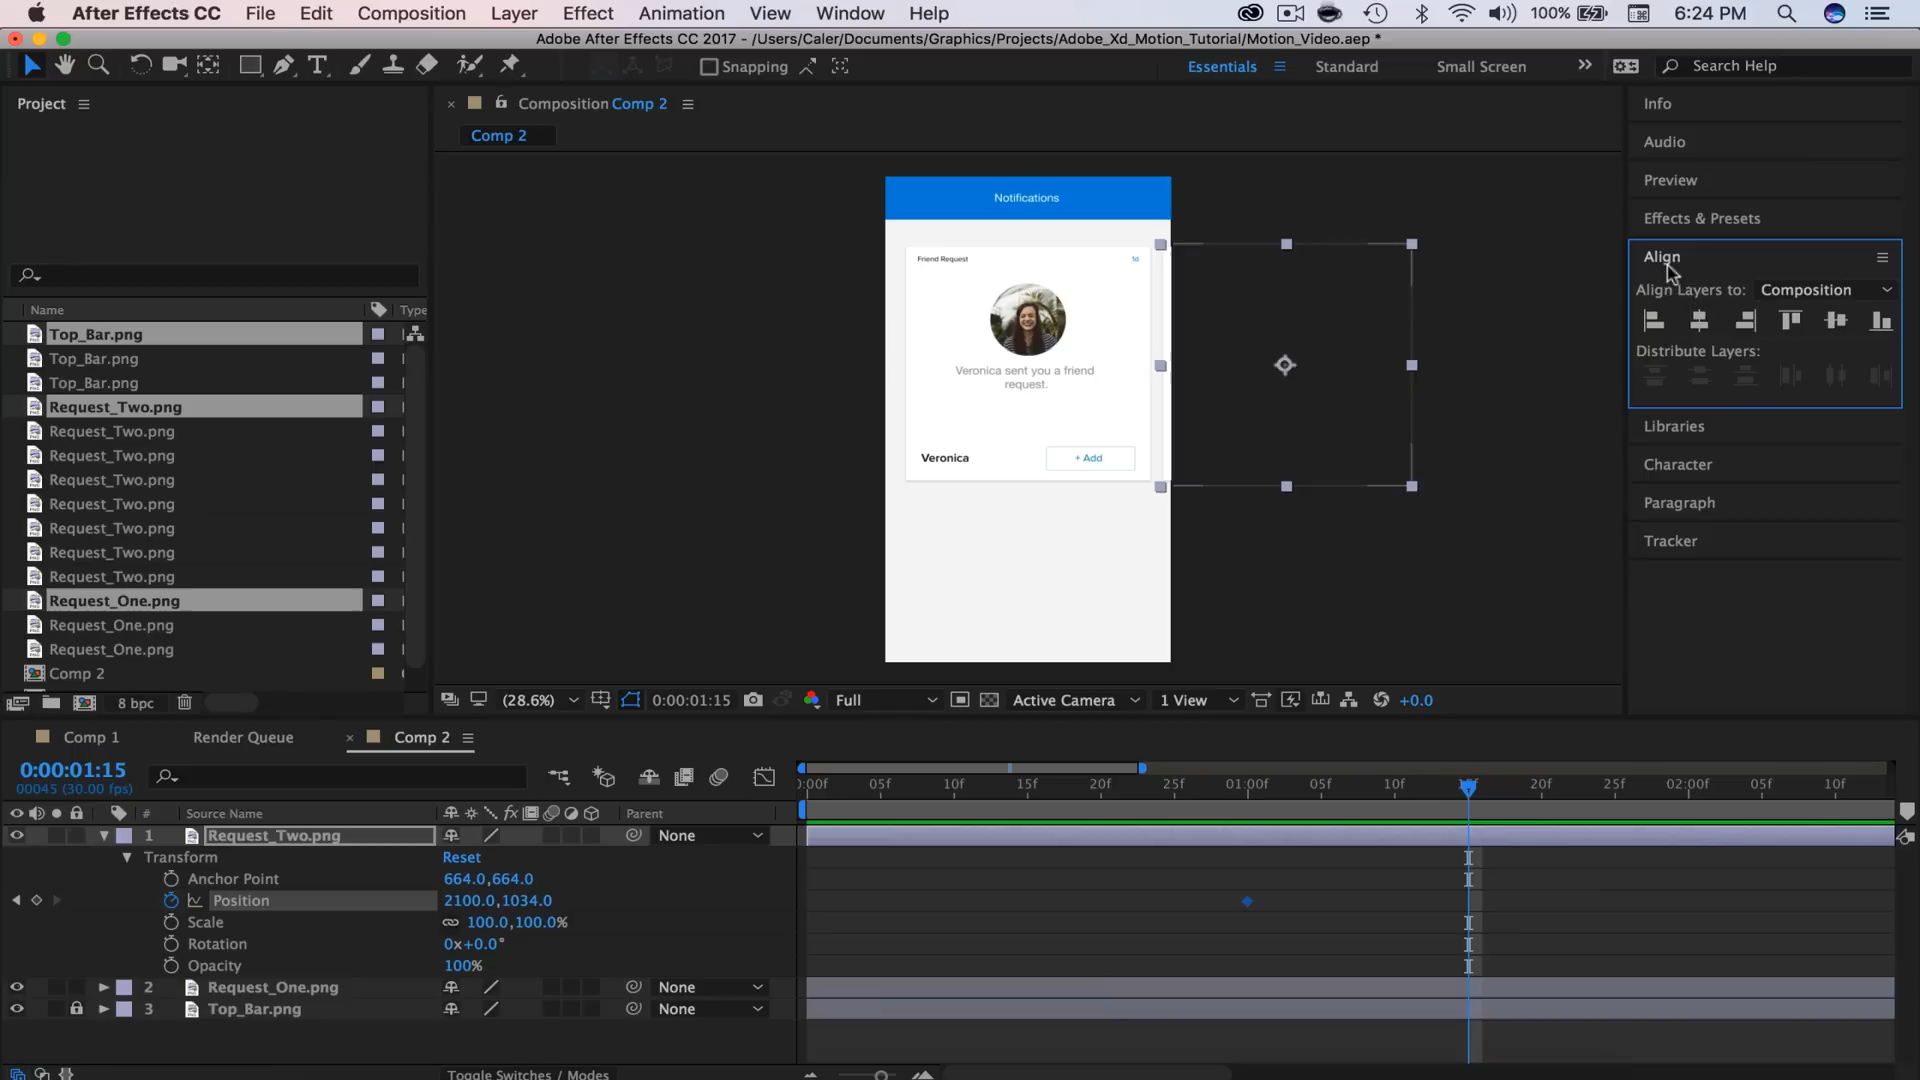 After Effects CC File Edit Composition Layer Effect Animation View Window Help 100% 6:24 PM
Adobe After Effects CC 2017 - /Users/Caler/Documents/Graphics/Projects/Adobe_Xd_Motion_Tutorial/Motion_Video.aep *
T Snapping Essentials Standard Small Screen Search Help
Project
Composition Comp 2
Comp 2
Name Type
Top_Bar.png
Top_Bar.png
Top_Bar.png
Request_Two.png
Request_Two.png
Request_Two.png
Request_Two.png
Request_Two.png
Request_Two.png
Request_Two.png
Request_Two.png
Request_One.png
Request_One.png
Request_One.png
Comp 2
8 bpc
Notifications
Friend Request 1d
Veronica sent you a friend
request.
Veronica + Add
(28.6%) 0:00:01:15 Full Active Camera 1 View +0.0
Info
Audio
Preview
Effects & Presets
Align
Align Layers to: Composition
Distribute Layers:
Libraries
Character
Paragraph
Tracker
Comp 1 Render Queue Comp 2
0:00:01:15
00045 (30.00 fps)
:00f 05f 10f 15f 20f 25f 01:00f 05f 10f 15f 20f 25f 02:00f 05f 10f
# Source Name fx Parent
1 Request_Two.png None
Transform Reset
Anchor Point 664.0,664.0
Position 2100.0,1034.0
Scale 100.0,100.0%
Rotation 0x+0.0°
Opacity 100%
2 Request_One.png None
3 Top_Bar.png None
Toggle Switches / Modes